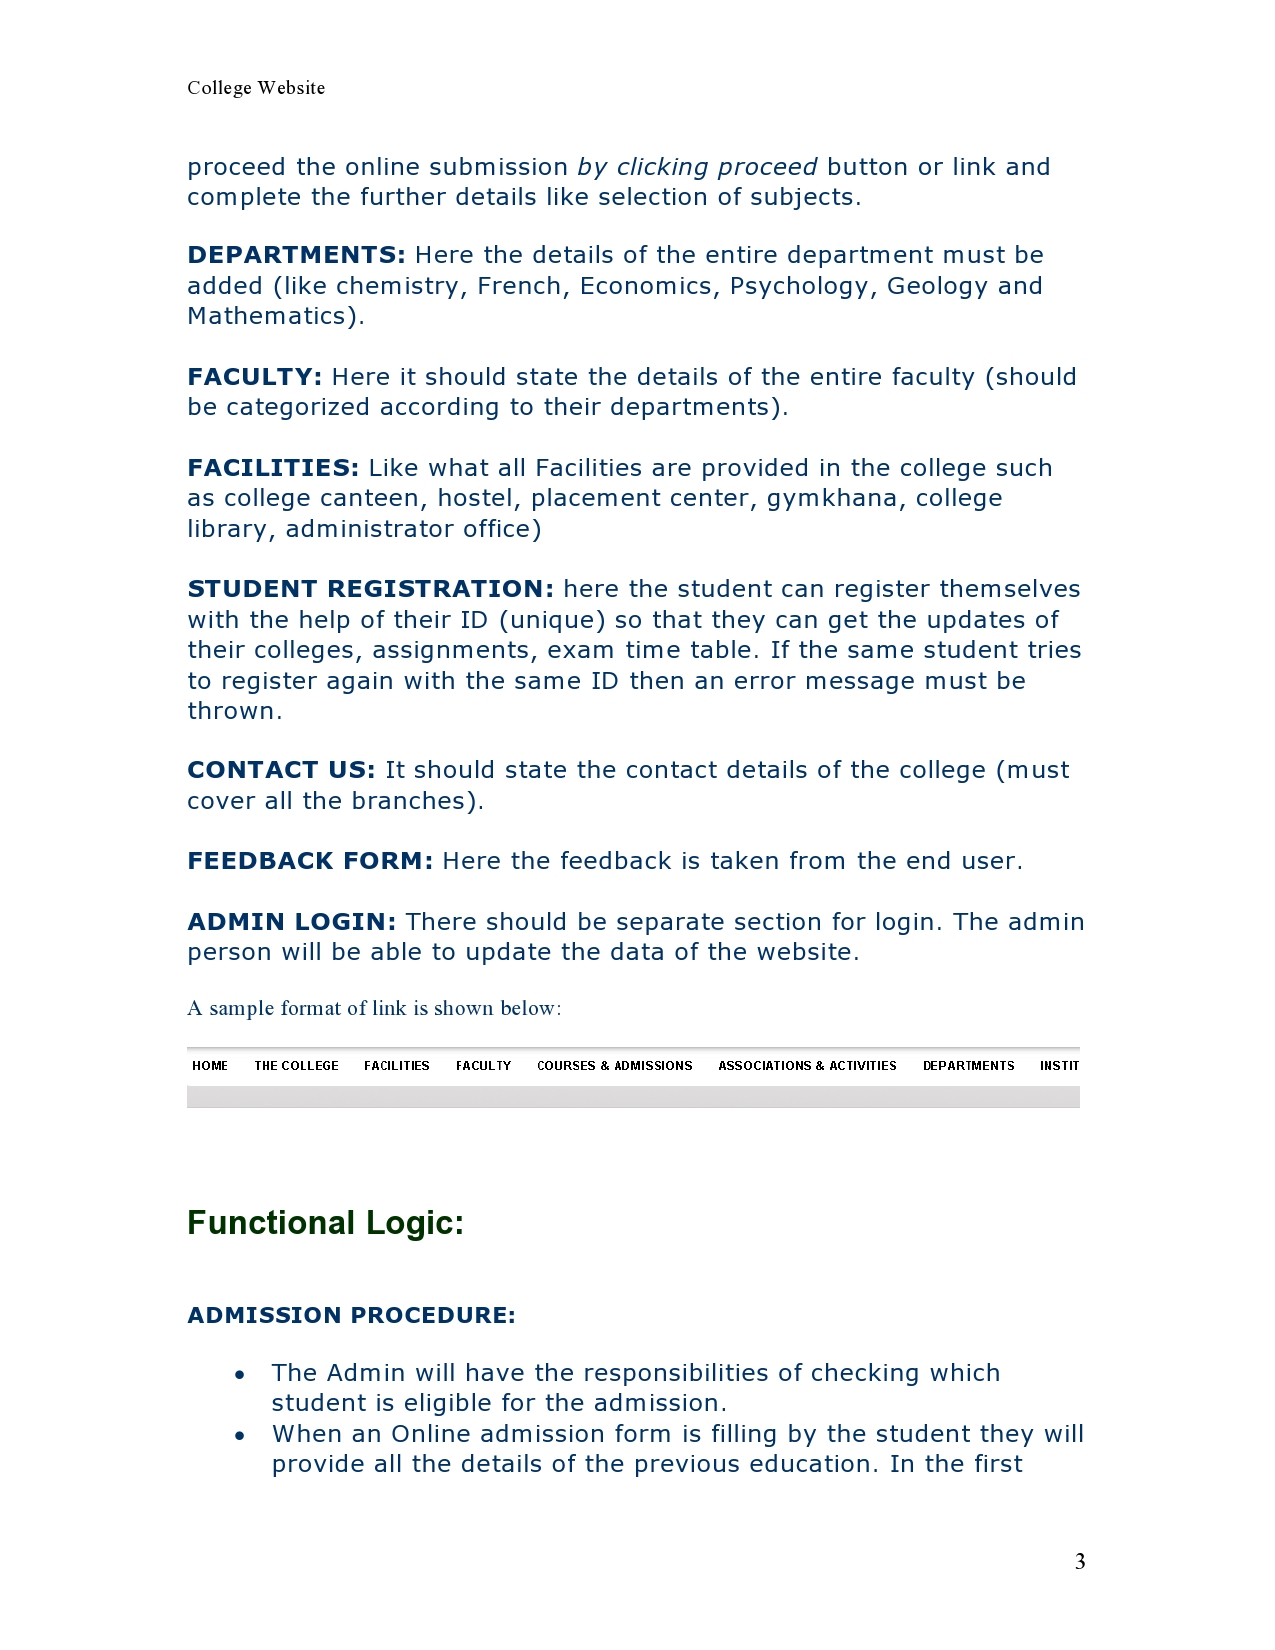 College Website
proceed the online submission by clicking proceed button or link and
complete the further details like selection of subjects.
DEPARTMENTS: Here the details of the entire department must be
added (like chemistry, French, Economics, Psychology, Geology and
Mathematics).
FACULTY: Here it should state the details of the entire faculty (should
be categorized according to their departments).
FACILITIES: Like what all Facilities are provided in the college such
as college canteen, hostel, placement center, gymkhana, college
library, administrator office)
STUDENT REGISTRATION: here the student can register themselves
with the help of their ID (unique) so that they can get the updates of
their colleges, assignments, exam time table. If the same student tries
to register again with the same ID then an error message must be
thrown.
CONTACT US: It should state the contact details of the college (must
cover all the branches).
FEEDBACK FORM: Here the feedback is taken from the end user.
ADMIN LOGIN: There should be separate section for login. The admin
person will be able to update the data of the website.
A sample format of link is shown below:
HOME THE COLLEGE FACILITIES FACULTY COURSES & ADMISSIONS ASSOCIATIONS & ACTIVITIES DEPARTMENTS INSTIT
Functional Logic:
ADMISSION PROCEDURE:
• The Admin will have the responsibilities of checking which
student is eligible for the admission.
• When an Online admission form is filling by the student they will
provide all the details of the previous education. In the first
3